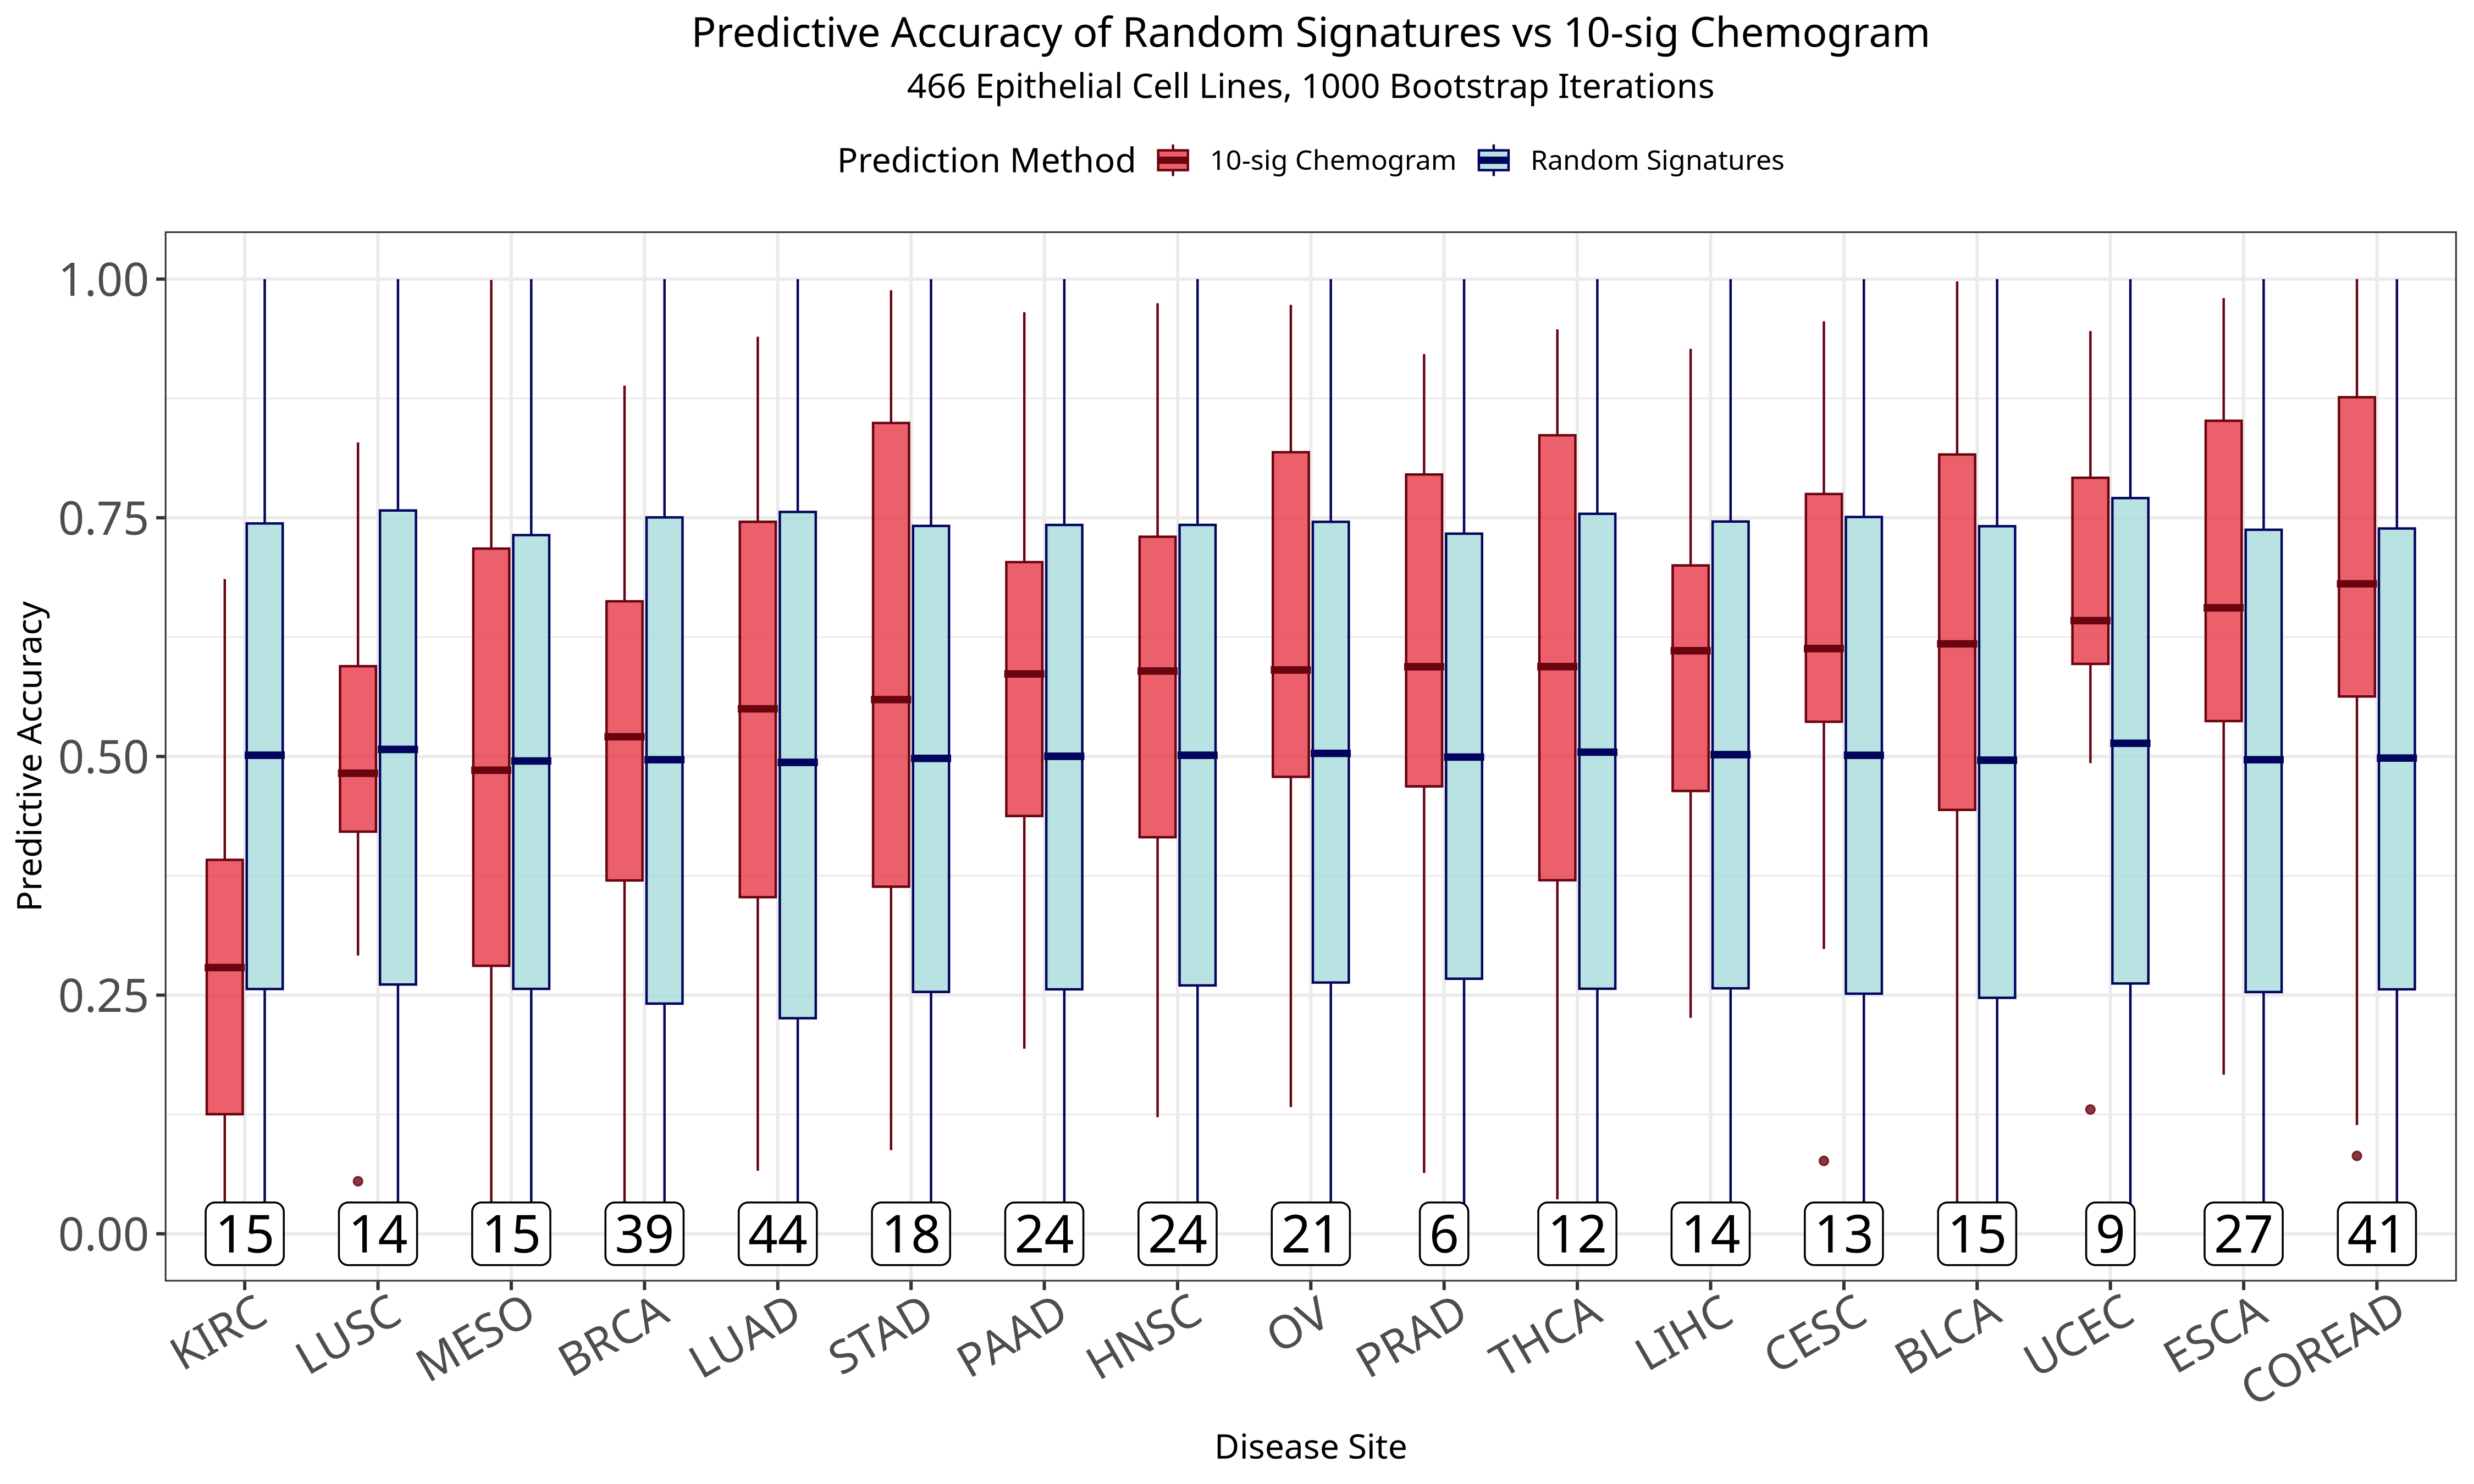 Predictive Accuracy of Random Signatures vs 10-sig Chemogram
466 Epithelial Cell Lines, 1000 Bootstrap Iterations
Prediction Method 10-sig Chemogram Random Signatures
Predictive Accuracy
1.00
0.75
0.50
0.25
0.00
15 14 15 39 44 18 24 24 21 6 12 14 13 15 9 27 41
KIRC LUSC MESO BRCA LUAD STAD PAAD HNSC OV PRAD THCA LIHC CESC BLCA UCEC ESCA COREAD
Disease Site